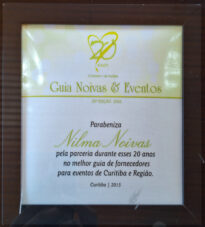 20
Guia Noivas & Eventos
Parabeniza
Nilma Noivas
pela parceria durante esses 20 anos
no melhor guia de fornecedores
para eventos de Curitiba e Região.
Curitiba | 2015